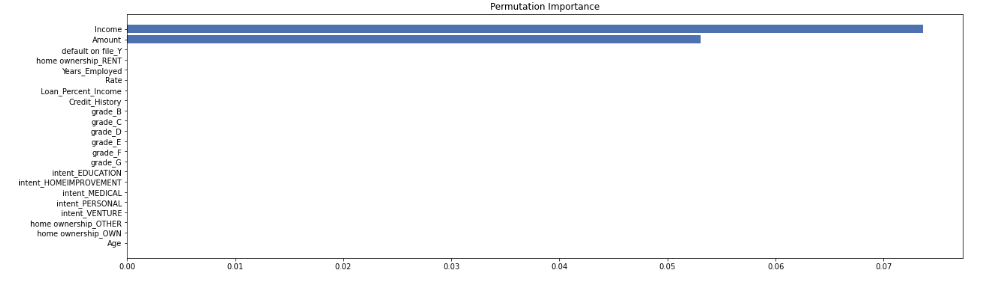 Permutation Importance
Income
Amount
default on file_Y
home ownership_RENT
Years_Employed
Rate
Loan_Percent_Income
Credit_History
grade_B
grade_C
grade_D
grade_E
grade_F
grade_G
intent_EDUCATION
intent_HOMEIMPROVEMENT
intent_MEDICAL
intent_PERSONAL
intent_VENTURE
home ownership_OTHER
home ownership_OWN
Age
0.00 0.01 0.02 0.03 0.04 0.05 0.06 0.07